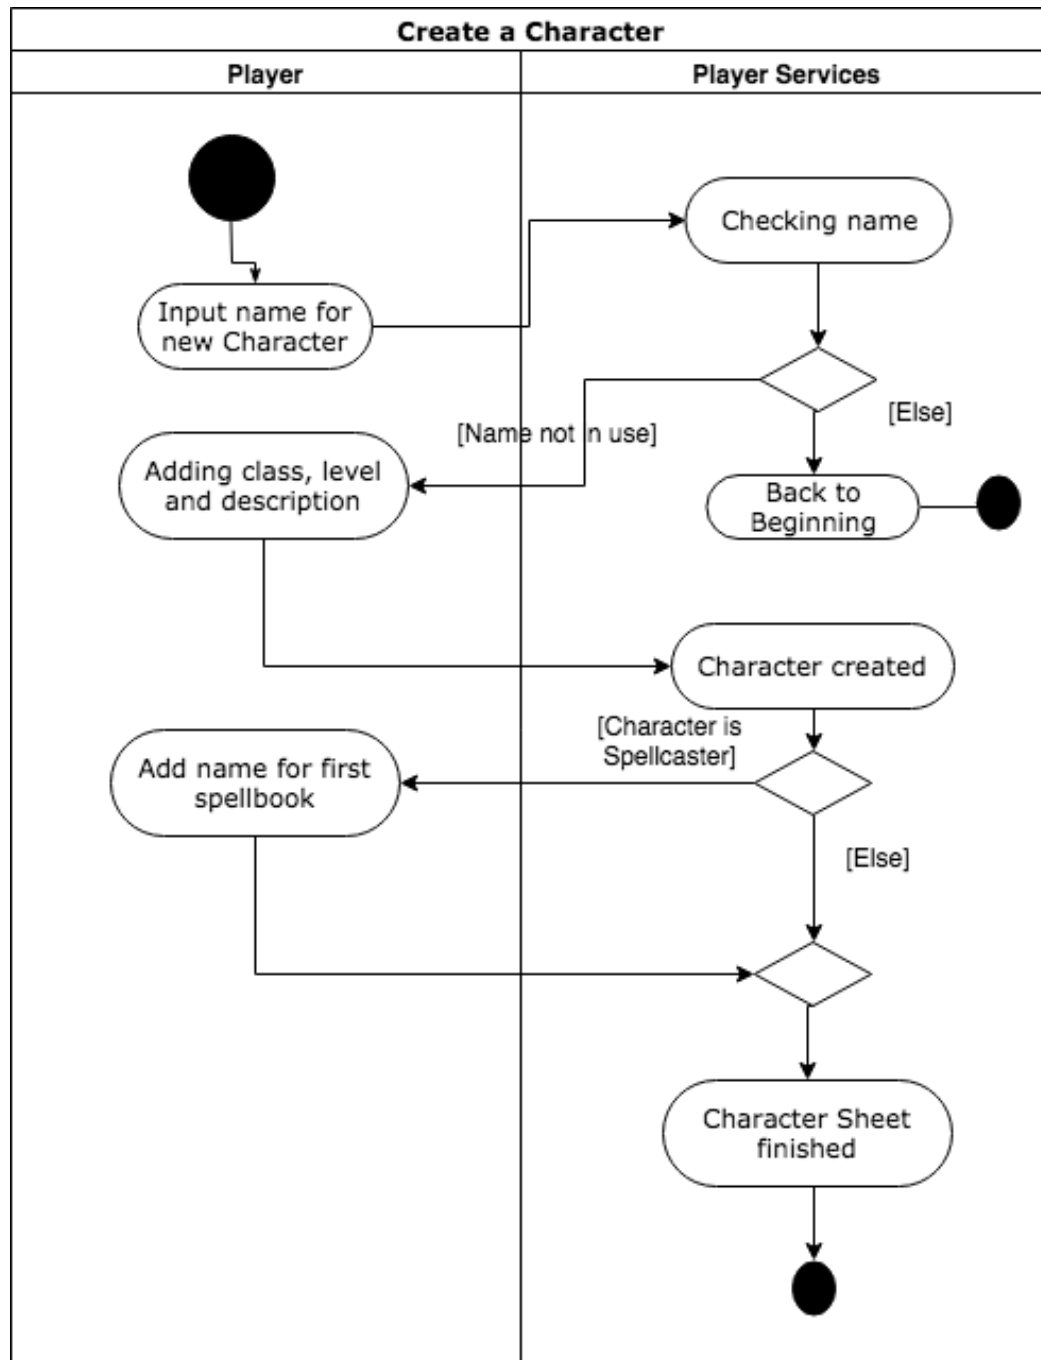 Create a Character
Player
Player Services
Checking name
Input name for
new Character
[Else]
[Name not in use]
Adding class, level
and description
Back to
Beginning
Character created
[Character is
Spellcaster]
Add name for first
spellbook
[Else]
Character Sheet
finished